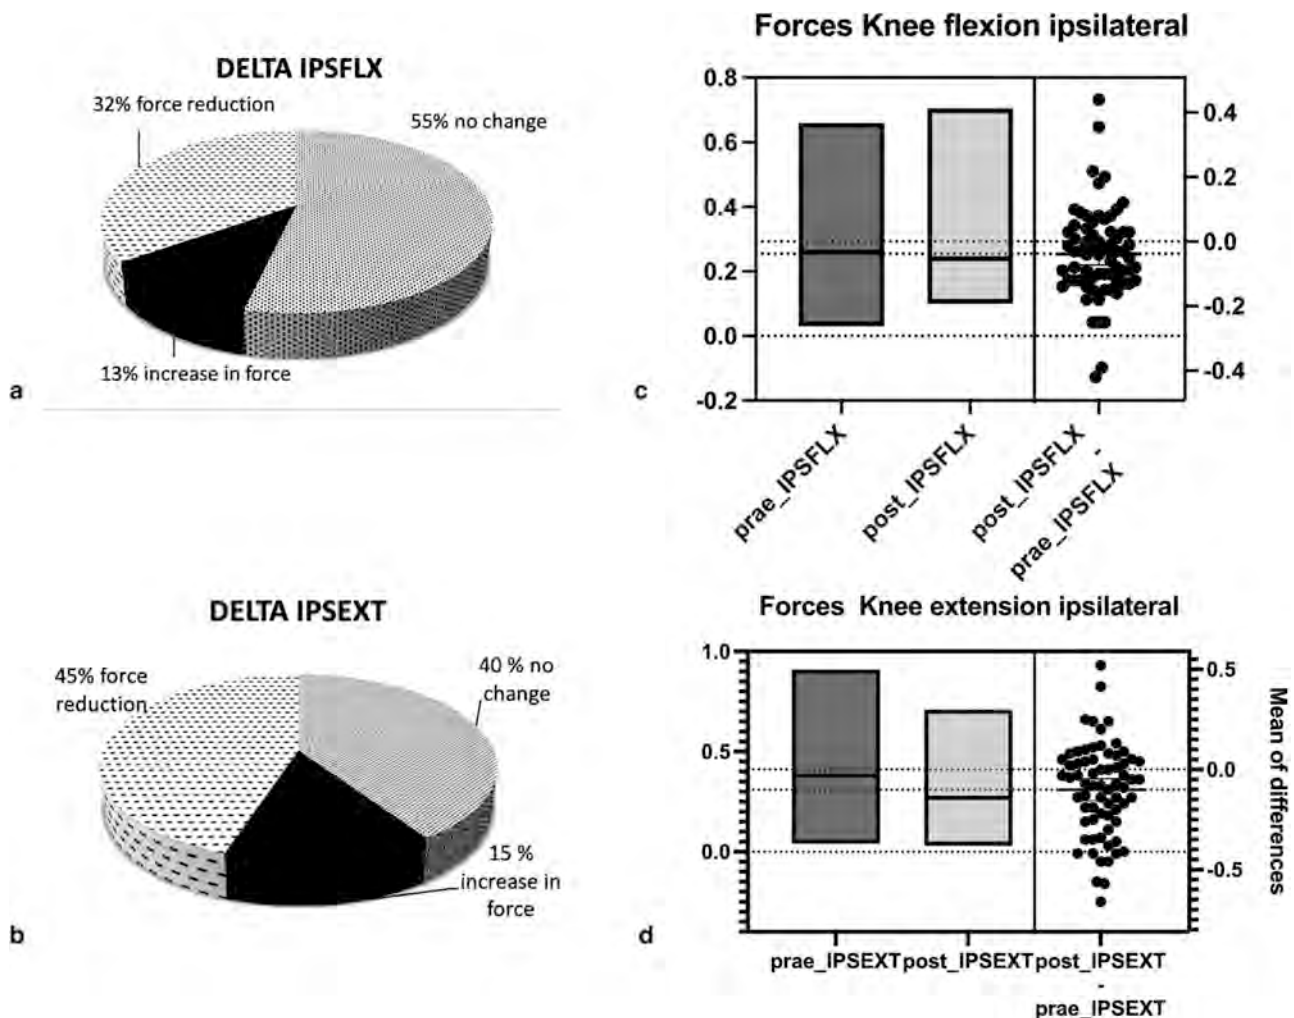 DELTA IPSFLX
32% force reduction
55% no change
13% increase in force
a
DELTA IPSEXT
45% force
reduction
40 % no
change
15 %
increase in
force
b
Forces Knee flexion ipsilateral
0.8
0.6
0.4
0.2
0.0
-0.2
0.4
0.2
0.0
-0.2
-0.4
prae_IPSFLX
post_IPSFLX
post_IPSFLX
-
prae_IPSFLX
c
Forces Knee extension ipsilateral
1.0
0.5
0.0
0.5
0.0
-0.5
Mean of differences
prae_IPSEXT
post_IPSEXT
post_IPSEXT
-
prae_IPSEXT
d